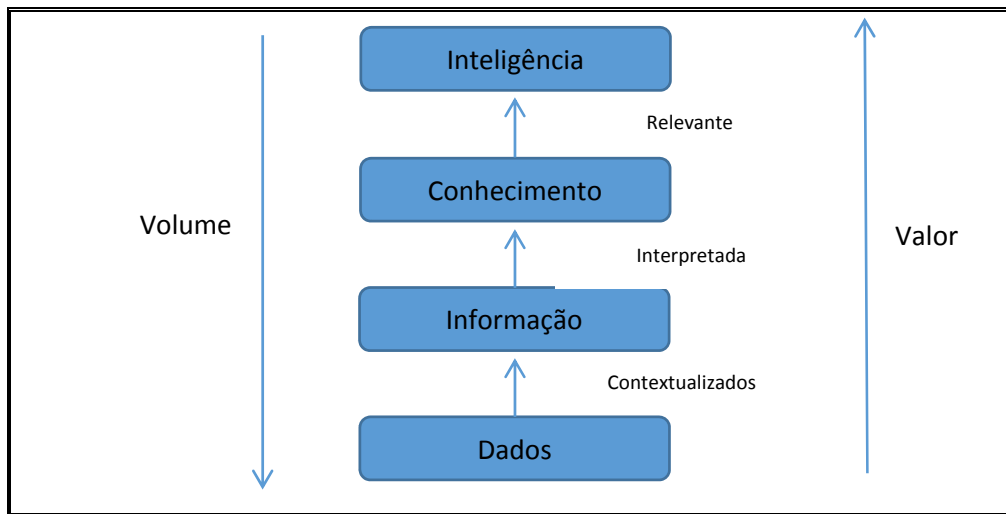 Inteligência
Relevante
Conhecimento
Volume
Valor
Interpretada
Informação
Contextualizados
Dados